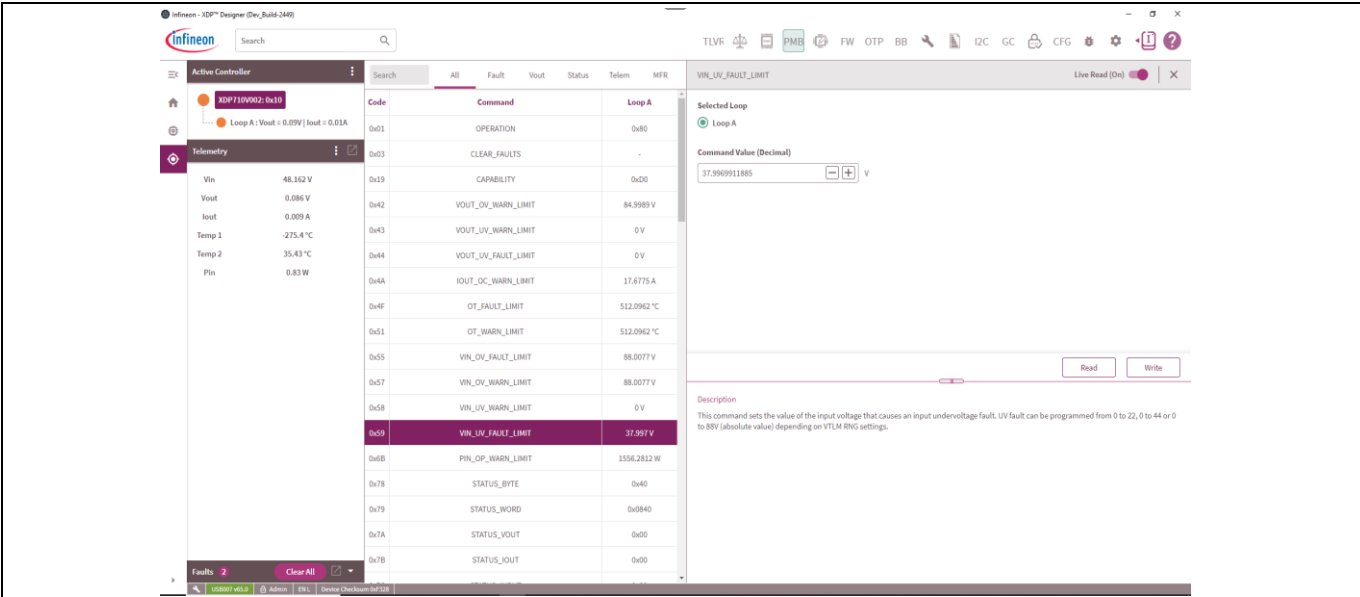 Infineon - XDP™ Designer (Dev_Build-2449)
infineon
Search
TLVR
PMB
FW OTP BB
I2C GC
CFG
Active Controller
XDP710V002: 0x10
Loop A : Vout = 0.09V | Iout = 0.01A
Telemetry
Vin 48.162 V
Vout 0.086 V
Iout 0.009 A
Temp 1 -275.4 °C
Temp 2 35.43 °C
Pin 0.83 W
Faults 2 Clear All
Search All Fault Vout Status Telem MFR
Code Command Loop A
0x01 OPERATION 0x80
0x03 CLEAR_FAULTS -
0x19 CAPABILITY 0xD0
0x42 VOUT_OV_WARN_LIMIT 84.9989 V
0x43 VOUT_UV_WARN_LIMIT 0 V
0x44 VOUT_UV_FAULT_LIMIT 0 V
0x4A IOUT_OC_WARN_LIMIT 17.6775 A
0x4F OT_FAULT_LIMIT 512.0962 °C
0x51 OT_WARN_LIMIT 512.0962 °C
0x55 VIN_OV_FAULT_LIMIT 88.0077 V
0x57 VIN_OV_WARN_LIMIT 88.0077 V
0x58 VIN_UV_WARN_LIMIT 0 V
0x59 VIN_UV_FAULT_LIMIT 37.997 V
0x6B PIN_OP_WARN_LIMIT 1556.2812 W
0x78 STATUS_BYTE 0x40
0x79 STATUS_WORD 0x0840
0x7A STATUS_VOUT 0x00
0x7B STATUS_IOUT 0x00
VIN_UV_FAULT_LIMIT Live Read (On)
Selected Loop
Loop A
Command Value (Decimal)
37.9969911885 V
Read Write
Description
This command sets the value of the input voltage that causes an input undervoltage fault. UV fault can be programmed from 0 to 22, 0 to 44 or 0
to 88V (absolute value) depending on VTLM RNG settings.
USB007 v05.0 Admin EN L Device Checksum 0xF328